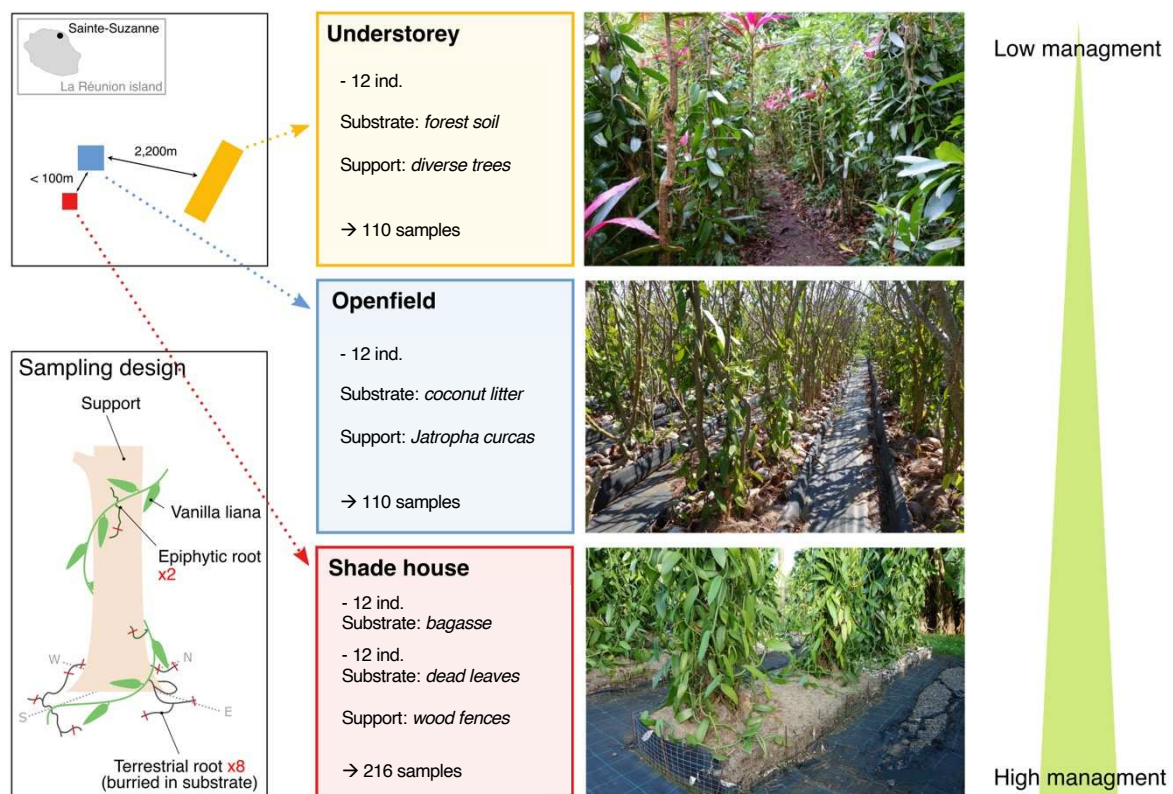 Sainte-Suzanne
La Réunion island
2,200m
< 100m
Understorey
- 12 ind.
Substrate: forest soil
Support: diverse trees
→ 110 samples
Openfield
- 12 ind.
Substrate: coconut litter
Support: Jatropha curcas
→ 110 samples
Shade house
- 12 ind.
Substrate: bagasse
- 12 ind.
Substrate: dead leaves
Support: wood fences
→ 216 samples
Sampling design
Support
Vanilla liana
Epiphytic root
x2
W
N
S
E
Terrestrial root x8
(burried in substrate)
Low managment
High managment